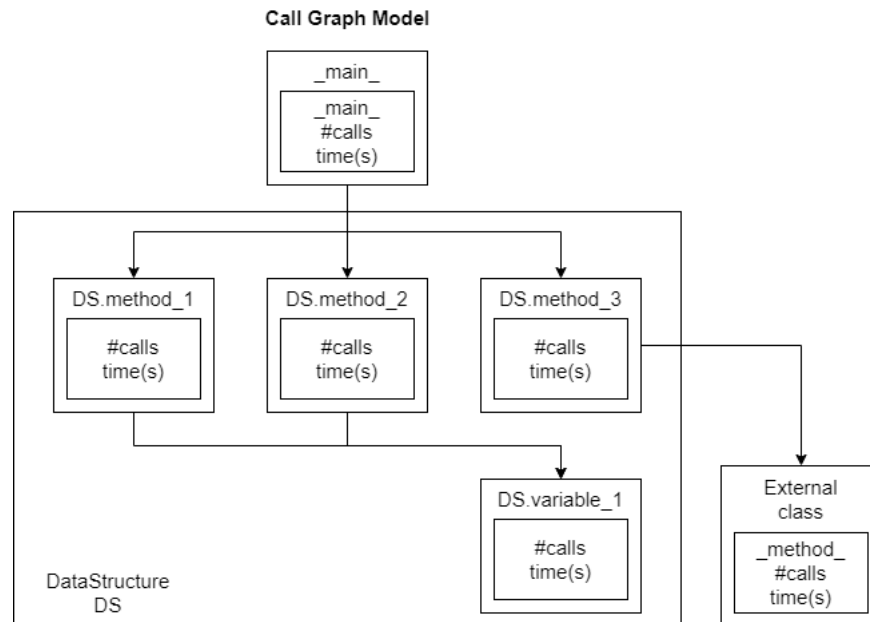 Call Graph Model
_main_
_main_
#calls
time(s)
DS.method_1
#calls
time(s)
DS.method_2
#calls
time(s)
DS.method_3
#calls
time(s)
DS.variable_1
#calls
time(s)
External
class
_method_
#calls
time(s)
DataStructure
DS